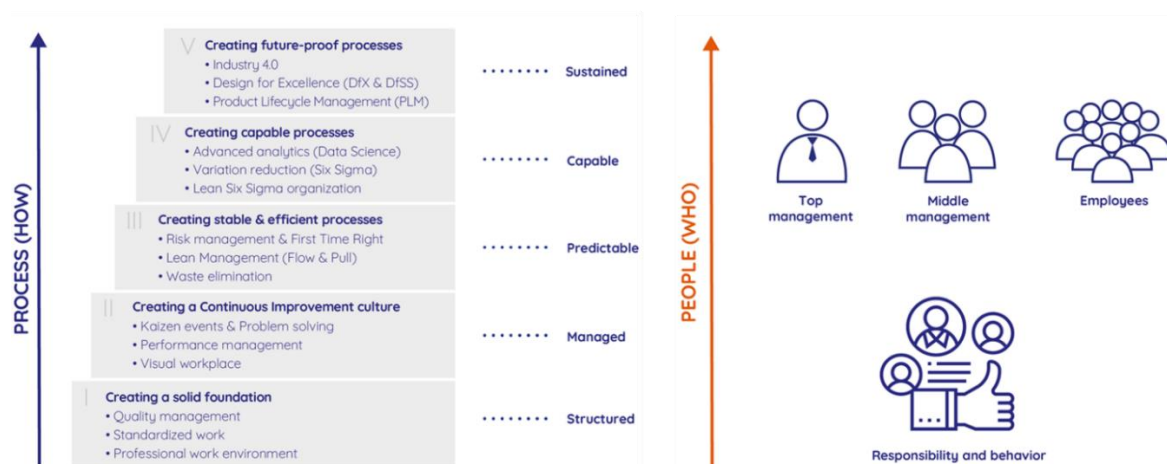 PROCESS (HOW)
V
Creating future-proof processes
• Industry 4.0
• Design for Excellence (DfX & DfSS)
• Product Lifecycle Management (PLM)
Sustained
IV
Creating capable processes
• Advanced analytics (Data Science)
• Variation reduction (Six Sigma)
• Lean Six Sigma organization
Capable
III
Creating stable & efficient processes
• Risk management & First Time Right
• Lean Management (Flow & Pull)
• Waste elimination
Predictable
II
Creating a Continuous Improvement culture
• Kaizen events & Problem solving
• Performance management
• Visual workplace
Managed
I
Creating a solid foundation
• Quality management
• Standardized work
• Professional work environment
Structured
PEOPLE (WHO)
Top
management
Middle
management
Employees
Responsibility and behavior